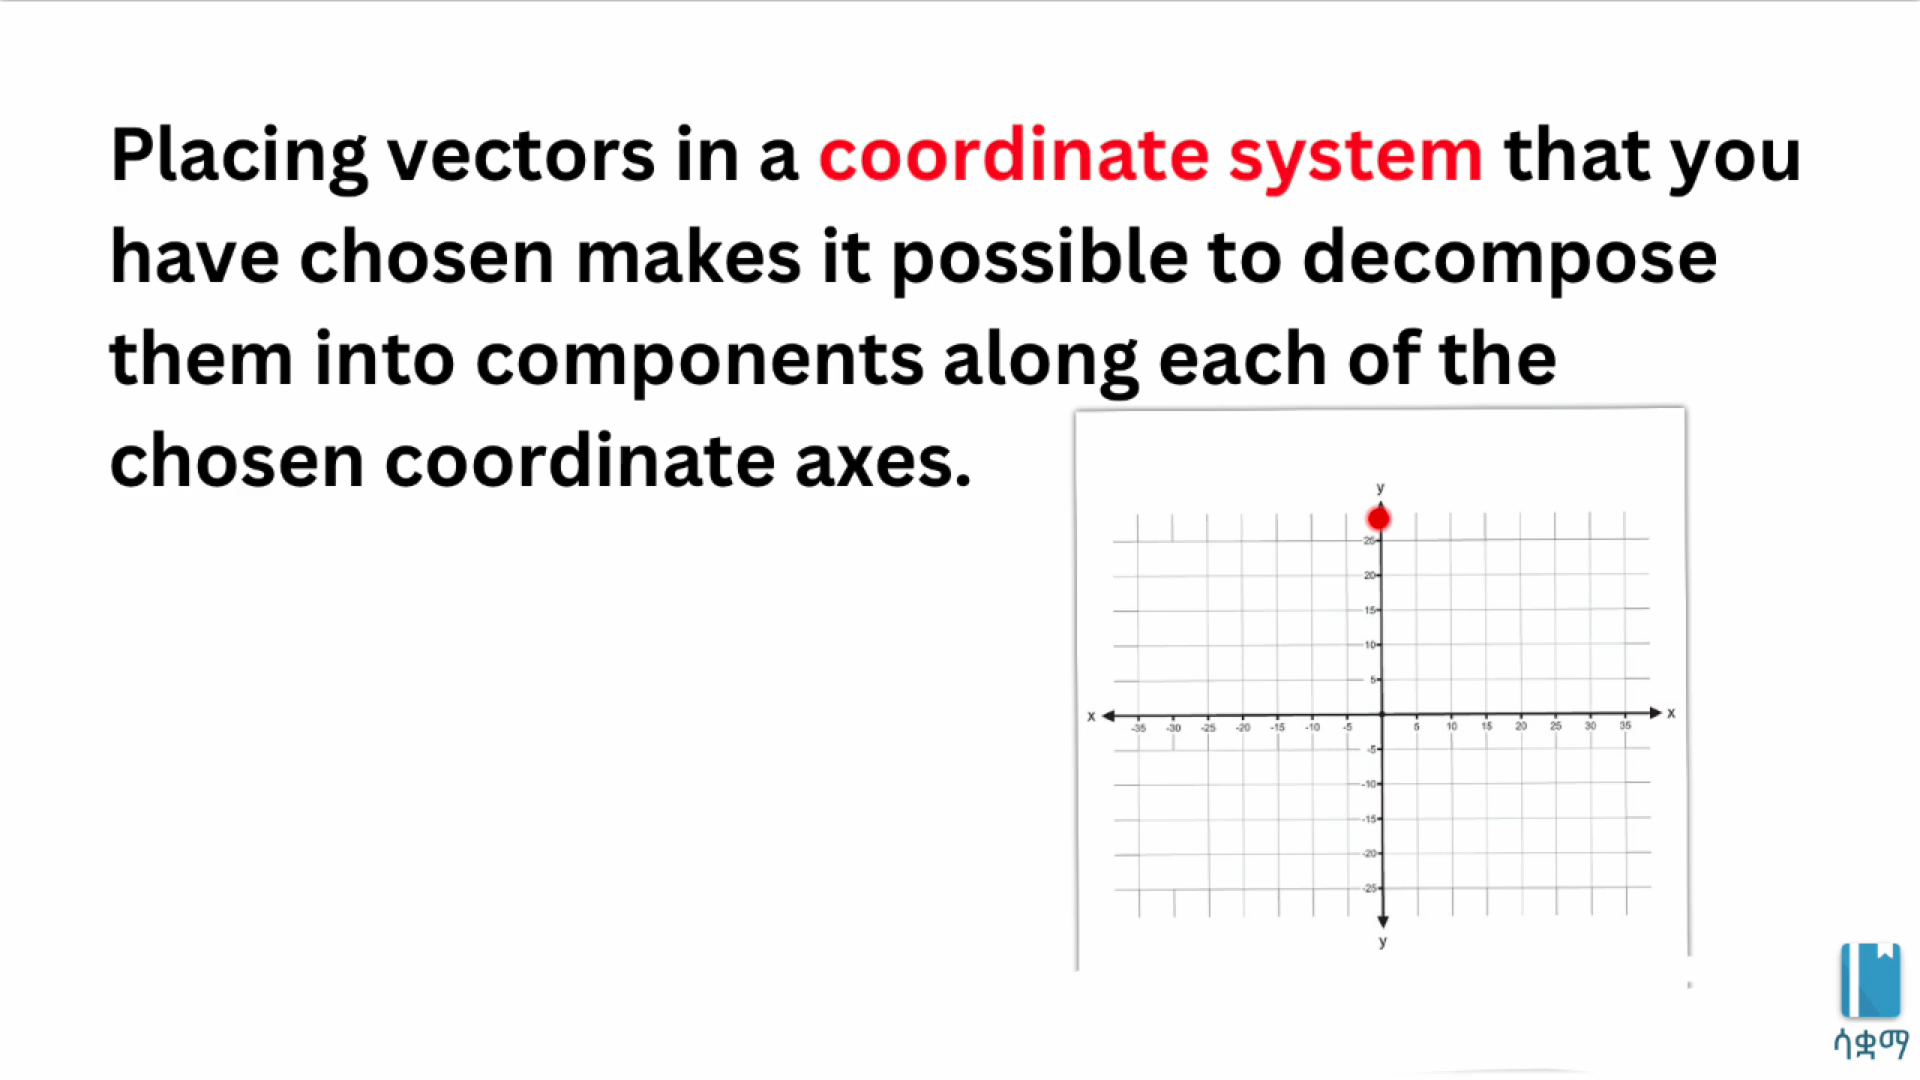 Placing vectors in a coordinate system that you
have chosen makes it possible to decompose
them into components along each of the
chosen coordinate axes.
y
25
20
15
10
5
x -35 -30 -25 -20 -15 -10 -5 5 10 15 20 25 30 35 x
-5
-10
-15
-20
-25
y
ሳቋማ